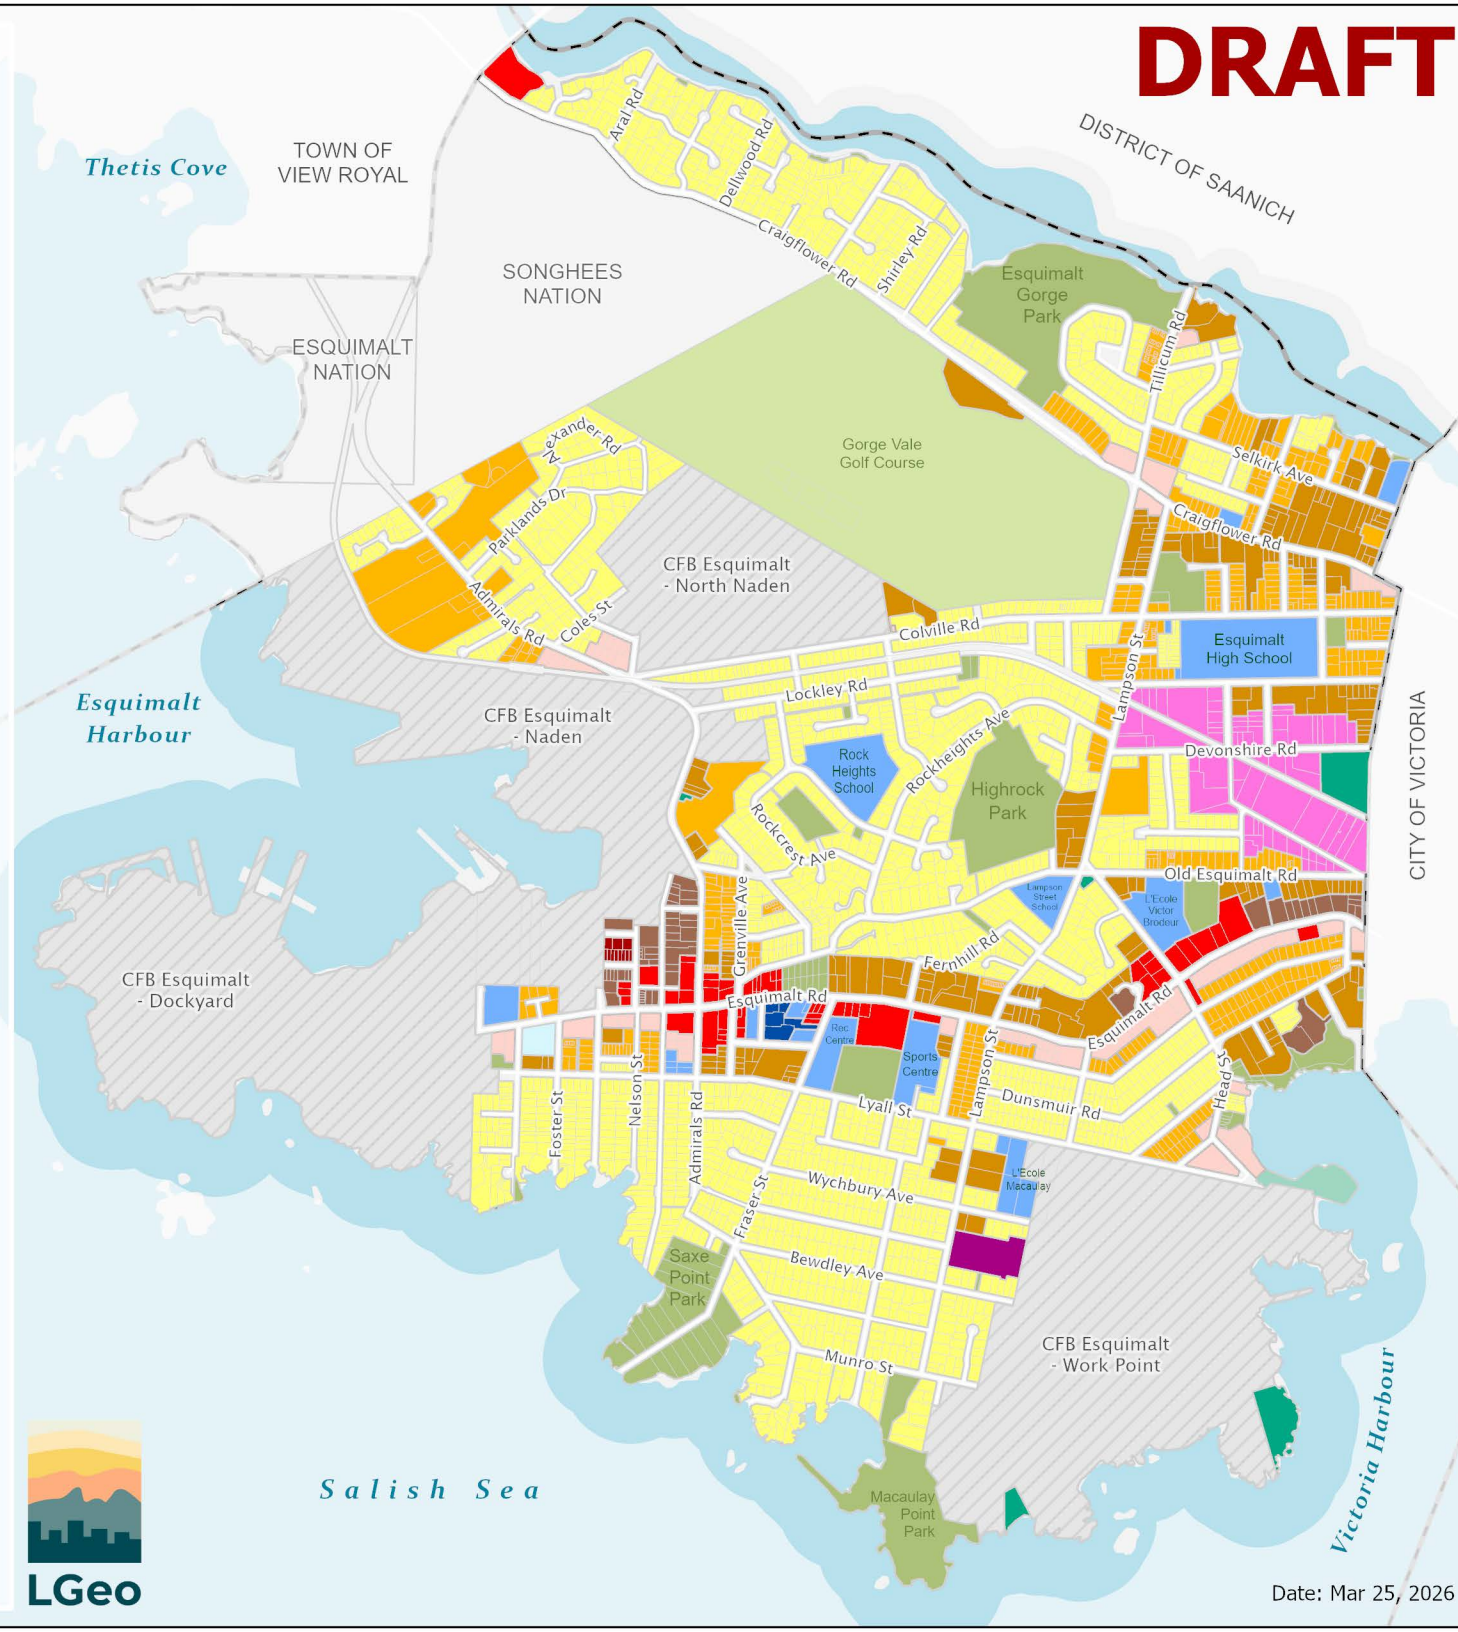 DRAFT
DISTRICT OF SAANICH
Thetis Cove
TOWN OF
VIEW ROYAL
Aral Rd
Dellwood Rd
Craigflower Rd
Shirley Rd
SONGHEES
NATION
Esquimalt
Gorge
Park
Tillicum Rd
ESQUIMALT
NATION
Alexander Rd
Gorge Vale
Golf Course
Selkirk Ave
Parklands Dr
Craigflower Rd
CFB Esquimalt
- North Naden
Admirals Rd
Coles St
Colville Rd
Esquimalt
High School
Lampson St
Esquimalt
Harbour
CFB Esquimalt
- Naden
Lockley Rd
Rockheights Ave
Devonshire Rd
CITY OF VICTORIA
Rock
Heights
School
Highrock
Park
Rockcrest Ave
Old Esquimalt Rd
Lampson
Street
School
L'Ecole
Victor
Brodeur
Grenville Ave
Fernhill Rd
CFB Esquimalt
- Dockyard
Esquimalt Rd
Esquimalt Rd
Rec
Centre
Sports
Centre
Lampson St
Head St
Nelson St
Foster St
Admirals Rd
Lyall St
Dunsmuir Rd
L'Ecole
Macaulay
Wychbury Ave
Fraser St
Saxe
Point
Park
Bewdley Ave
Munro St
CFB Esquimalt
- Work Point
Victoria Harbour
Salish Sea
Macaulay
Point
Park
LGeo
Date: Mar 25, 2026